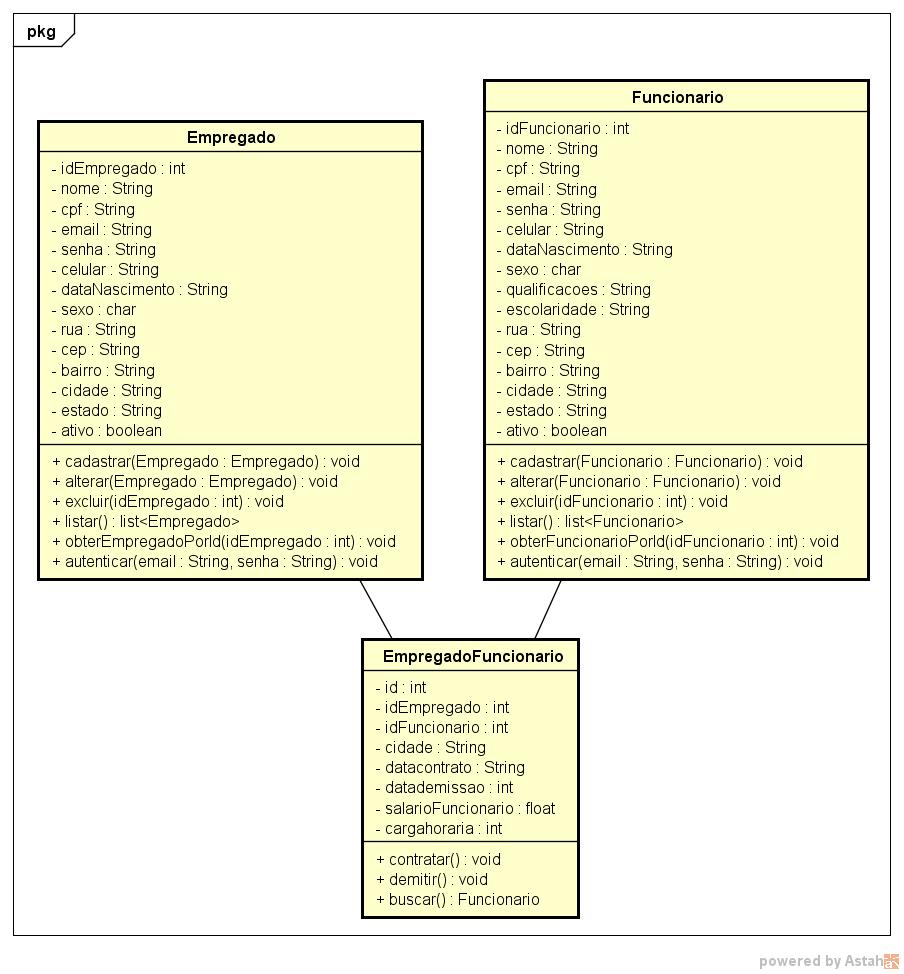 pkg
Empregado
- idEmpregado : int
- nome : String
- cpf : String
- email : String
- senha : String
- celular : String
- dataNascimento : String
- sexo : char
- rua : String
- cep : String
- bairro : String
- cidade : String
- estado : String
- ativo : boolean
+ cadastrar(Empregado : Empregado) : void
+ alterar(Empregado : Empregado) : void
+ excluir(idEmpregado : int) : void
+ listar() : list<Empregado>
+ obterEmpregadoPorId(idEmpregado : int) : void
+ autenticar(email : String, senha : String) : void
Funcionario
- idFuncionario : int
- nome : String
- cpf : String
- email : String
- senha : String
- celular : String
- dataNascimento : String
- sexo : char
- qualificacoes : String
- escolaridade : String
- rua : String
- cep : String
- bairro : String
- cidade : String
- estado : String
- ativo : boolean
+ cadastrar(Funcionario : Funcionario) : void
+ alterar(Funcionario : Funcionario) : void
+ excluir(idFuncionario : int) : void
+ listar() : list<Funcionario>
+ obterFuncionarioPorId(idFuncionario : int) : void
+ autenticar(email : String, senha : String) : void
EmpregadoFuncionario
- id : int
- idEmpregado : int
- idFuncionario : int
- cidade : String
- datacontrato : String
- datademissao : int
- salarioFuncionario : float
- cargahoraria : int
+ contratar() : void
+ demitir() : void
+ buscar() : Funcionario
powered by Astah